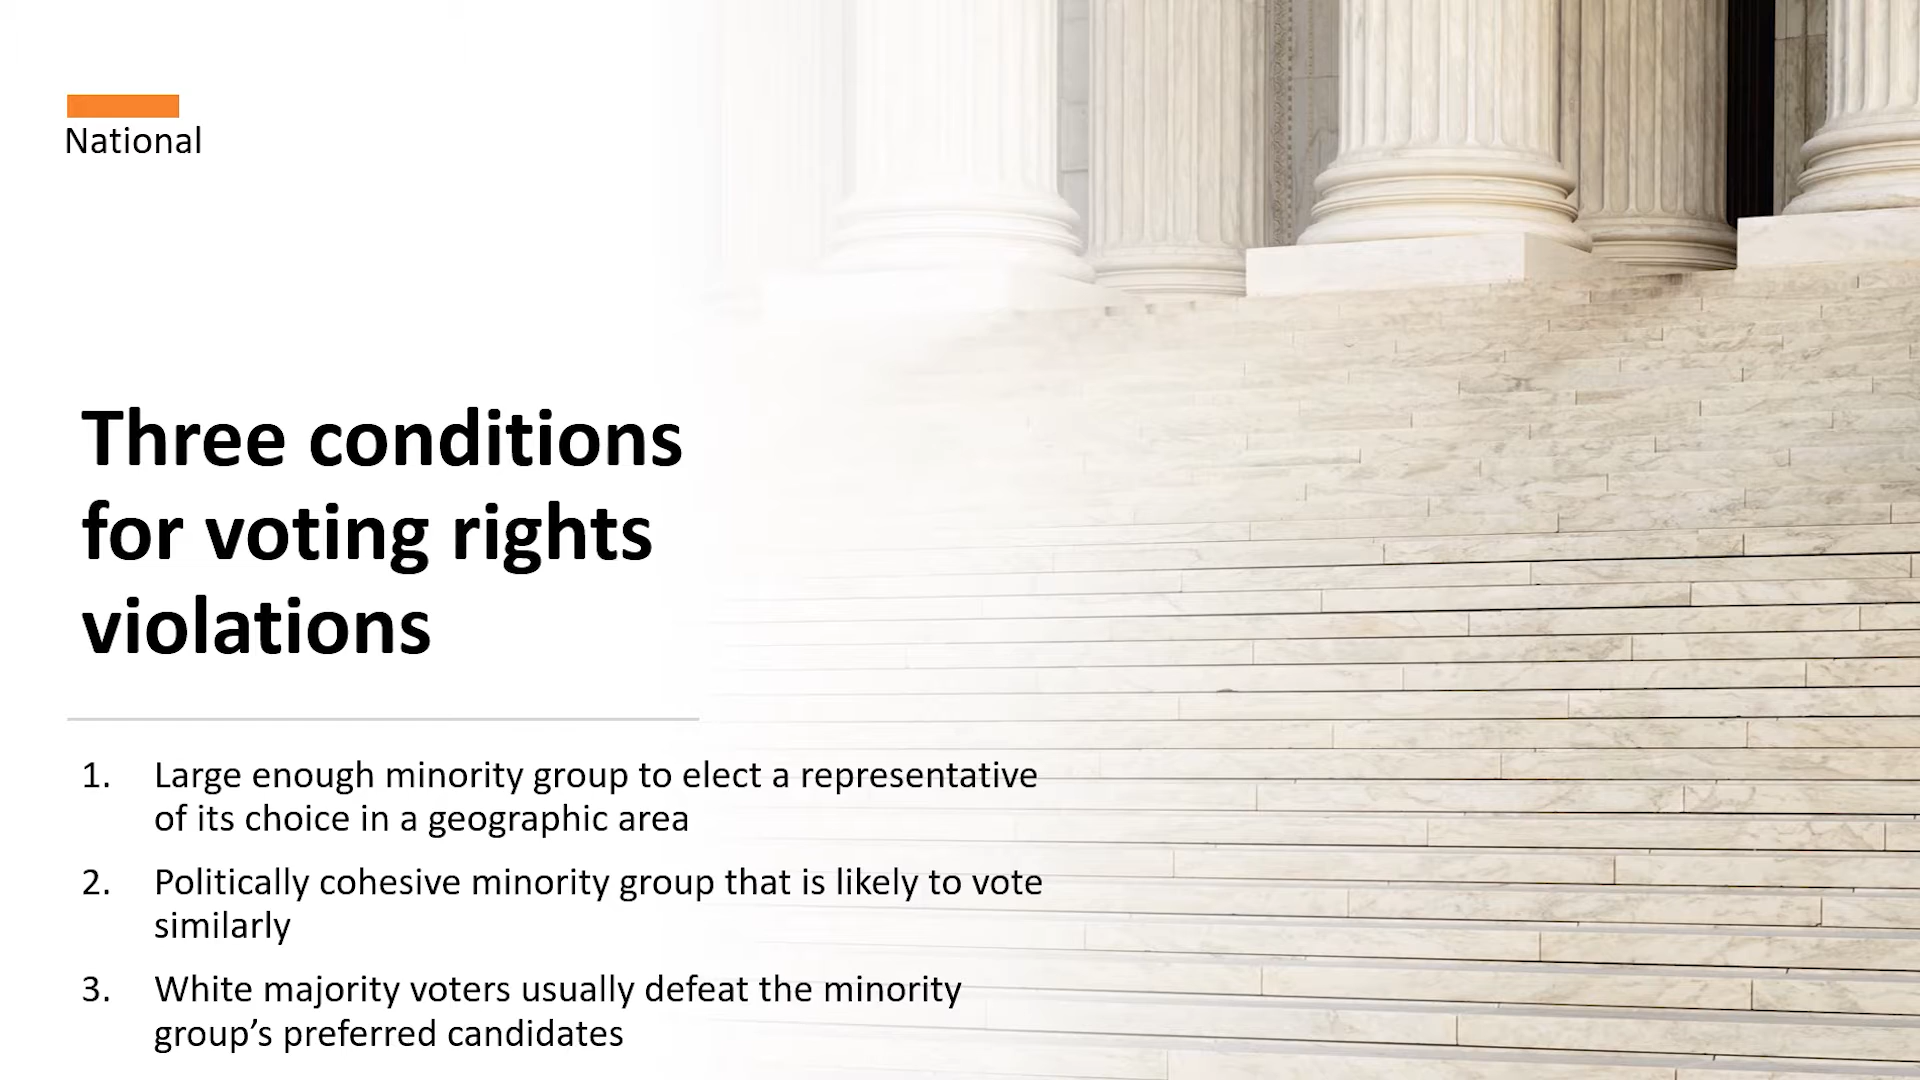 National
Three conditions
for voting rights
violations
1. Large enough minority group to elect a representative
of its choice in a geographic area
2. Politically cohesive minority group that is likely to vote
similarly
3. White majority voters usually defeat the minority
group’s preferred candidates